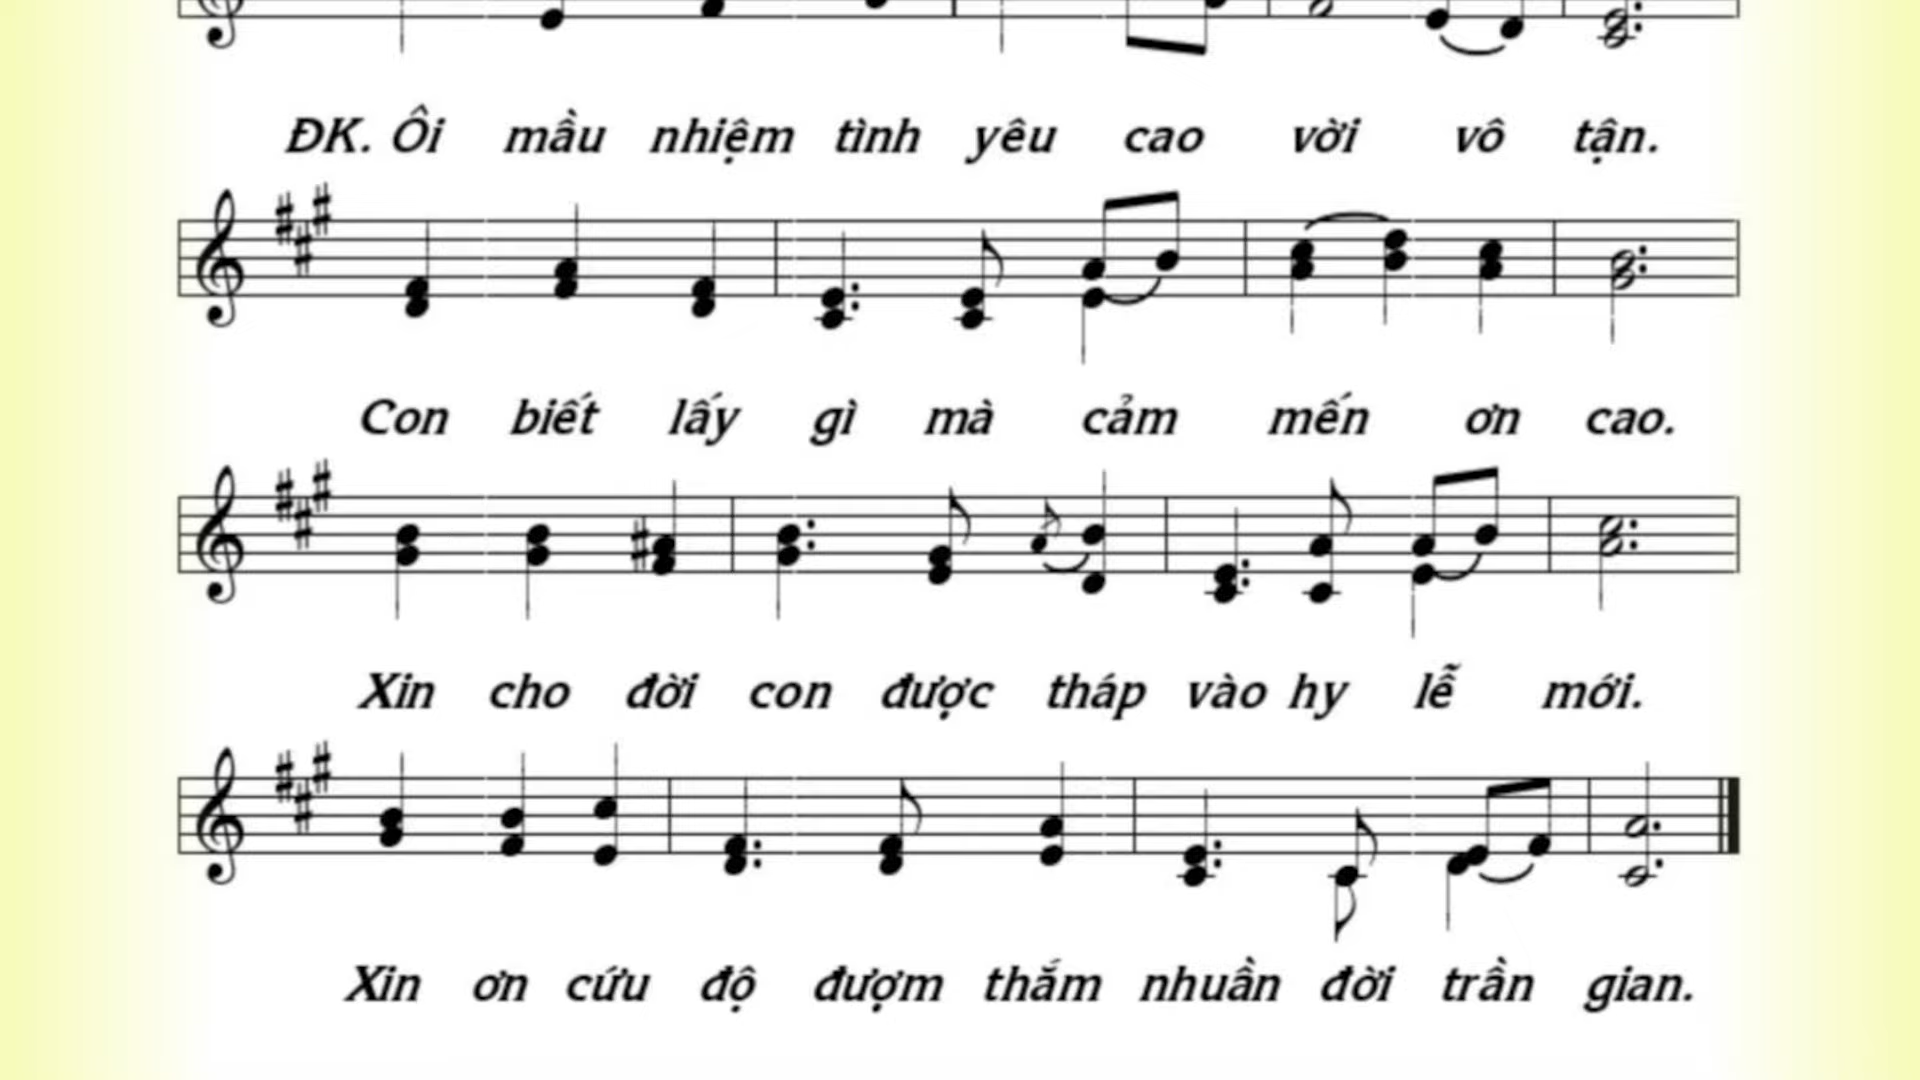 ĐK. Ôi mầu nhiệm tình yêu cao vời vô tận.
Con biết lấy gì mà cảm mến ơn cao.
Xin cho đời con được tháp vào hy lễ mới.
Xin ơn cứu độ đượm thắm nhuần đời trần gian.